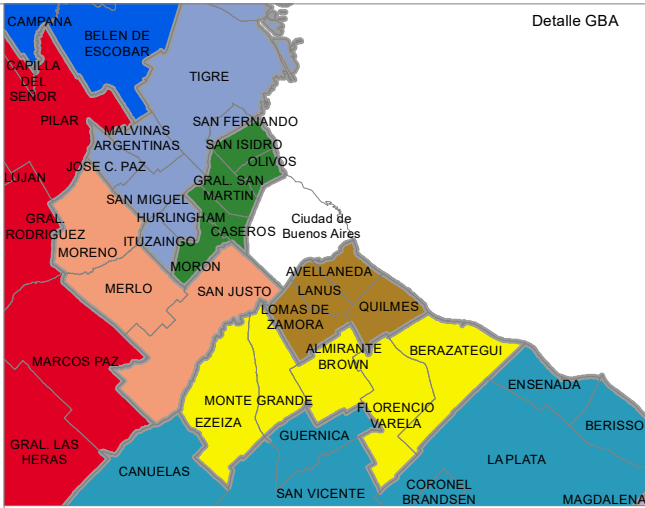 Detalle GBA
CAMPANA
BELEN DE
ESCOBAR
CAPILLA
DEL
SEÑOR
TIGRE
PILAR
SAN FERNANDO
MALVINAS
ARGENTINAS
SAN ISIDRO
OLIVOS
JOSE C. PAZ
LUJAN
GRAL. SAN
MARTIN
SAN MIGUEL
HURLINGHAM
GRAL.
RODRIGUEZ
CASEROS
Ciudad de
Buenos Aires
ITUZAINGO
MORENO
MORON
AVELLANEDA
MERLO
SAN JUSTO
LANUS
QUILMES
LOMAS DE
ZAMORA
ALMIRANTE
BROWN
BERAZATEGUI
MARCOS PAZ
ENSENADA
MONTE GRANDE
FLORENCIO
VARELA
EZEIZA
BERISSO
GUERNICA
GRAL. LAS
HERAS
LA PLATA
CANUELAS
SAN VICENTE
CORONEL
BRANDSEN
MAGDALENA